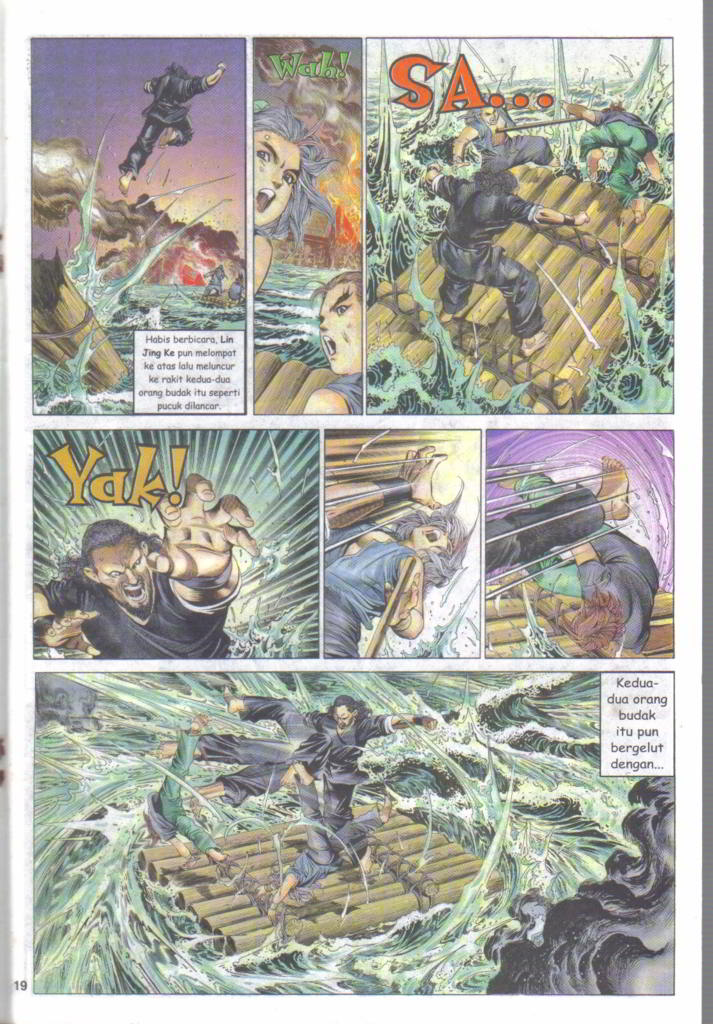 Habis berbicara, Lin
Jing Ke pun melompat
ke atas lalu meluncur
ke rakit kedua-dua
orang budak itu seperti
pucuk dilancar.
Wah!
SA...
Yak!
Kedua-
dua orang
budak
itu pun
bergelut
dengan...
19